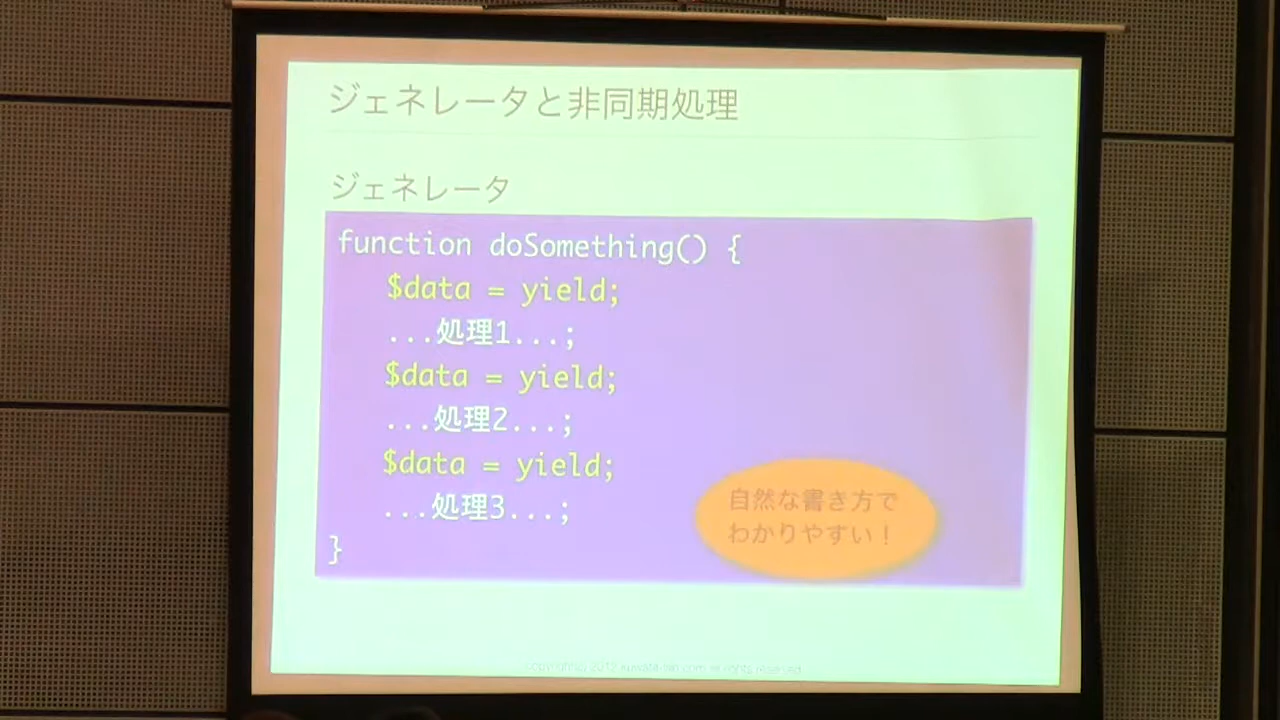 ジェネレータと非同期処理
ジェネレータ
function doSomething() {
$data = yield;
...処理1...;
$data = yield;
...処理2...;
$data = yield;
...処理3...;
}
自然な書き方で
わかりやすい!